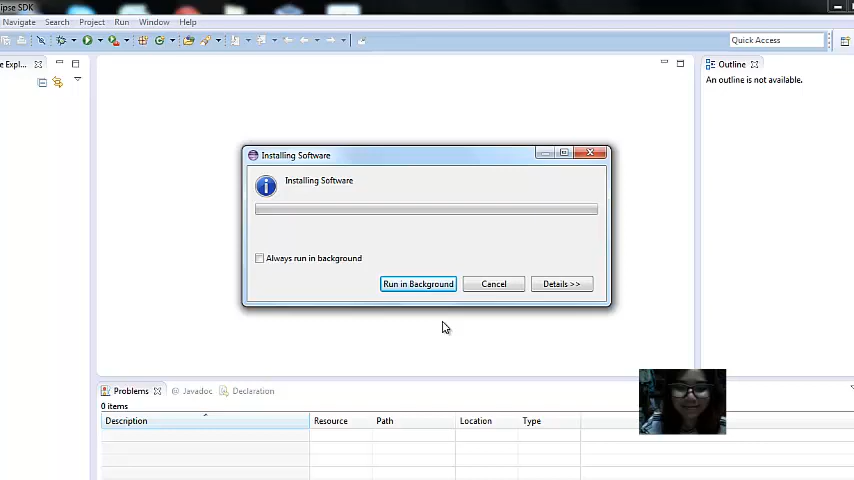 ipse SDK
Navigate Search Project Run Window Help
Quick Access
e Expl...
Outline
An outline is not available.
Installing Software
Installing Software
Always run in background
Run in Background Cancel Details >>
Problems @ Javadoc Declaration
0 items
Description Resource Path Location Type